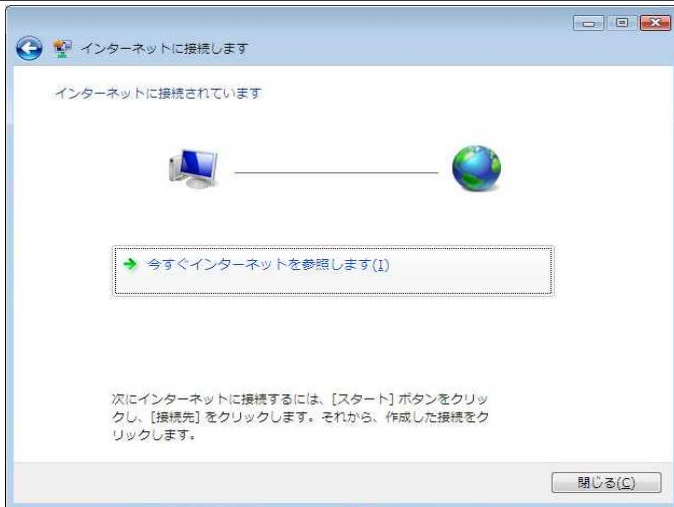 インターネットに接続します
インターネットに接続されています
今すぐインターネットを参照します(I)
次にインターネットに接続するには、[スタート] ボタンをクリッ
クし、[接続先] をクリックします。それから、作成した接続をク
リックします。
閉じる(C)